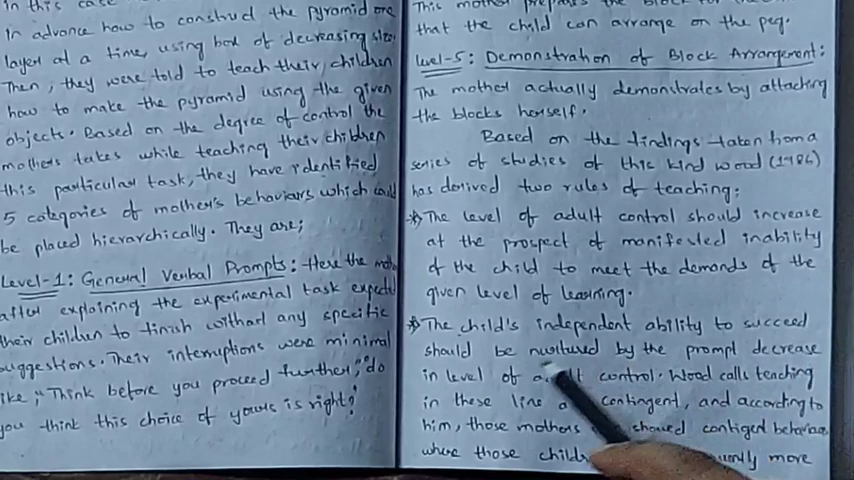 in this case
in advance how to construct the pyramid one
layer at a time, using box of decreasing size.
Then, they were told to teach their children
how to make the pyramid using the given
objects. Based on the degree of control the
mothers takes while teaching their children
this particular task, they have identified
5 categories of mother's behaviours which could
be placed hierarchically. They are;
Level-1: General Verbal Prompts: Here the
after explaining the experimental task expected
their children to finish without any specific
suggestions. Their interruptions were minimal
like, "Think before you proceed further," "do
you think this choice of yours is right?
This mother prepares the block for the
that the child can arrange on the peg.
Level-5: Demonstration of Block Arrangement:
The mother actually demonstrates by attacking
the blocks herself.
Based on the findings taken from a
series of studies of this kind wood (1986)
has derived two rules of teaching:
* The level of adult control should increase
at the prospect of manifested inability
of the child to meet the demands of the
given level of learning.
* The child's independent ability to succeed
should be nurtured by the prompt decrease
in level of adult control. Wood calls teaching
in these line as contingent, and according to
him, those mothers showed contigent behaviour
where those more